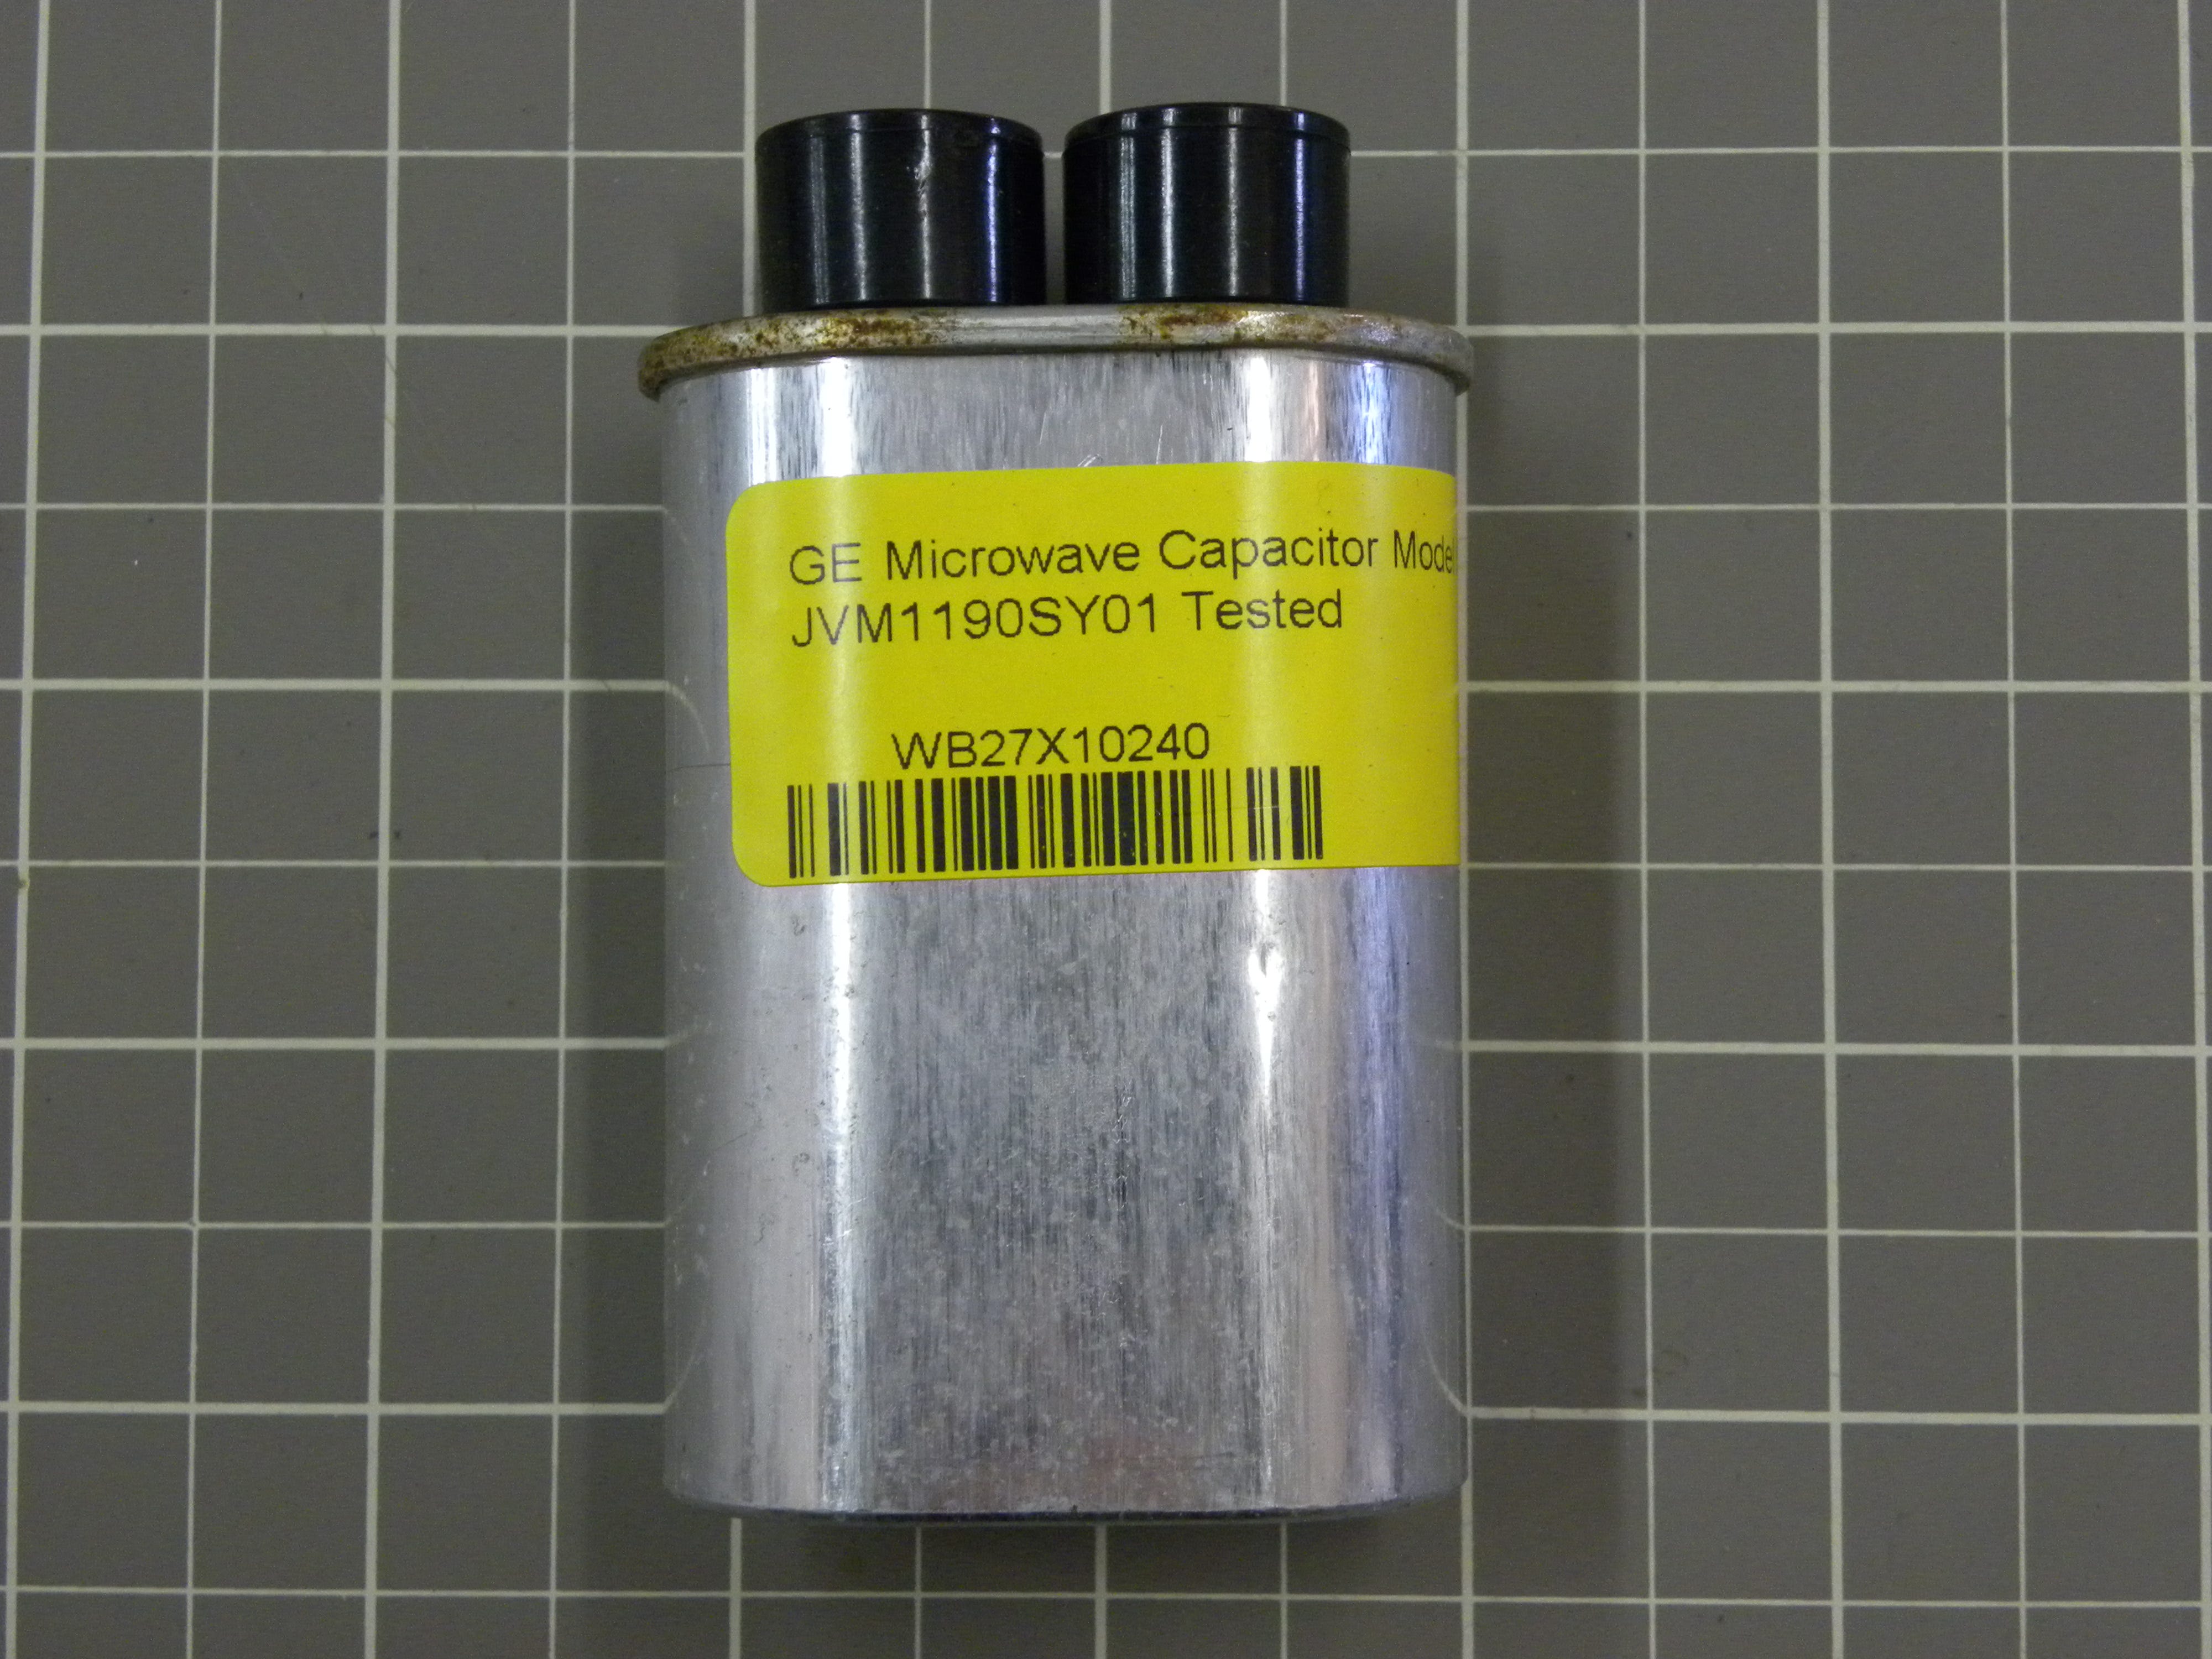 GE Microwave Capacitor Model
JVM1190SY01 Tested
WB27X10240